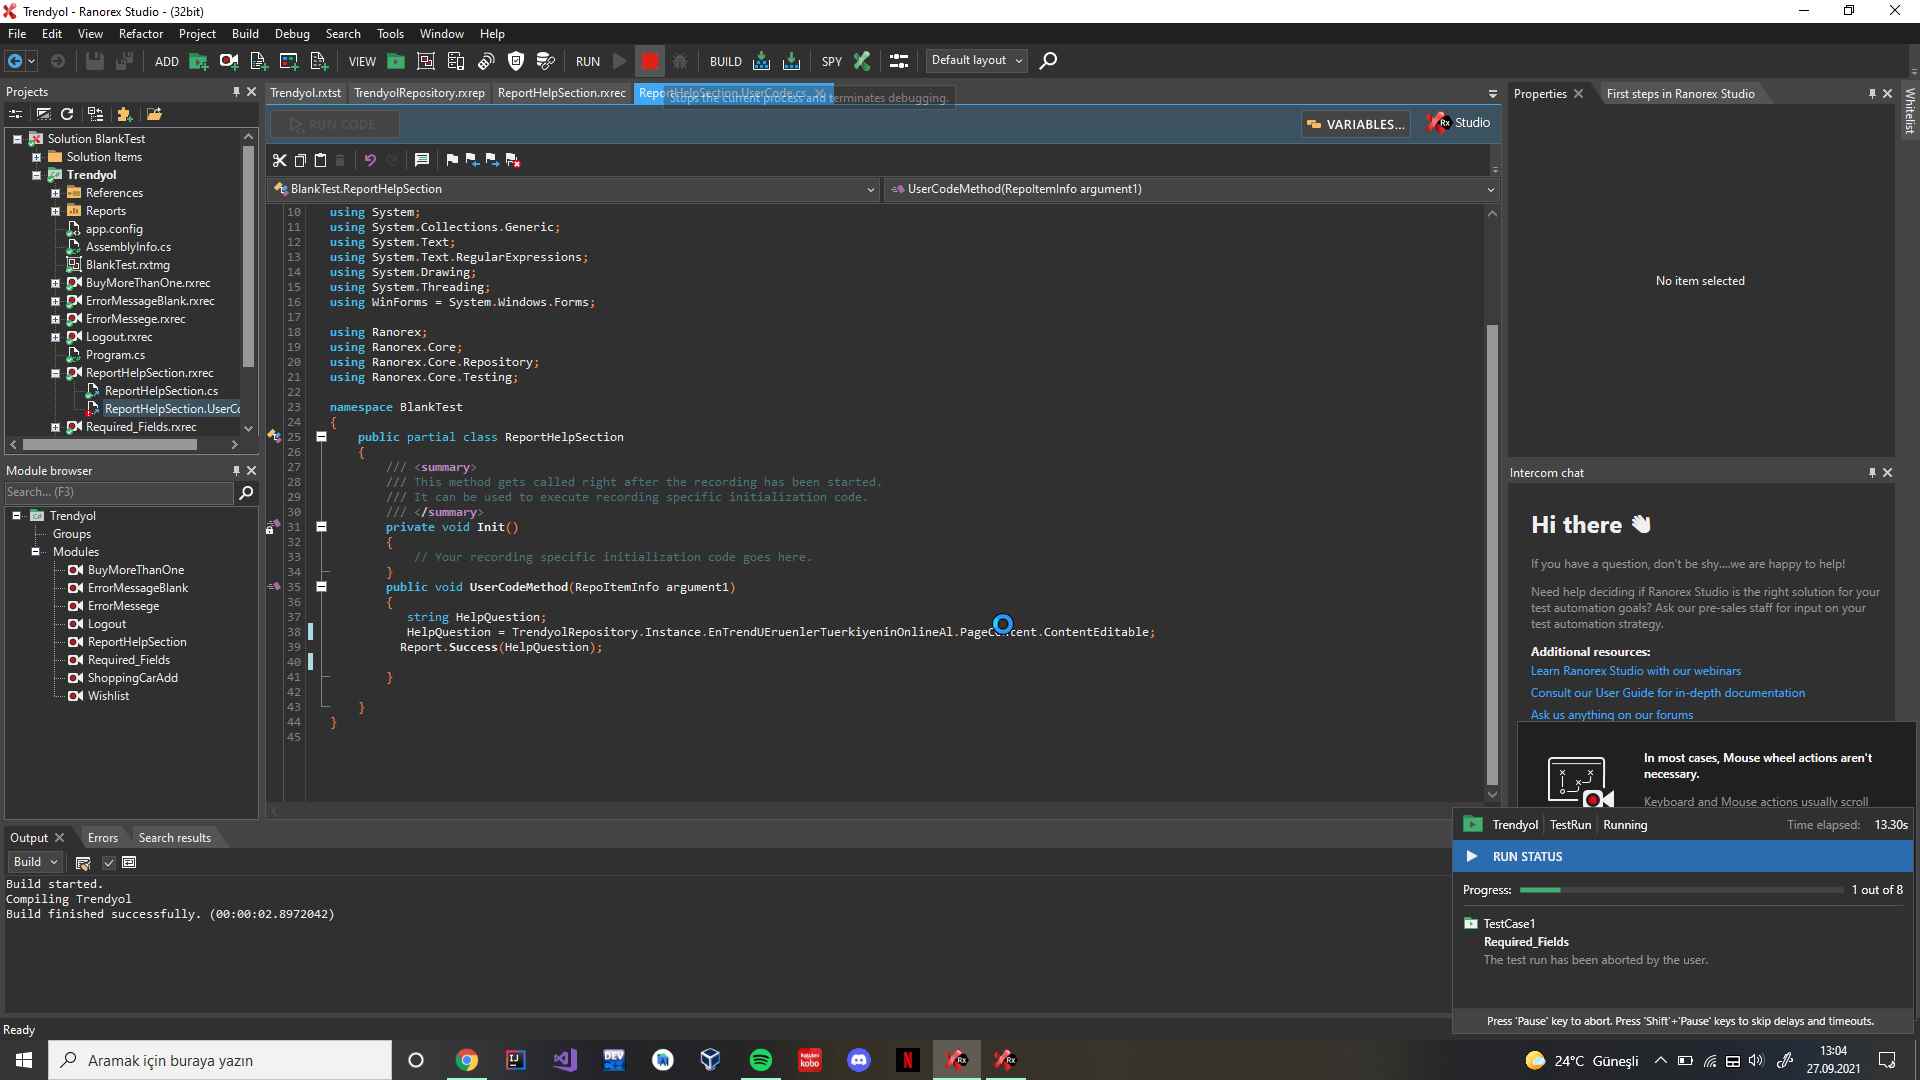 Trendyol - Ranorex Studio - (32bit)
File Edit View Refactor Project Build Debug Search Tools Window Help
ADD VIEW RUN BUILD SPY Default layout
Projects
Solution BlankTest
Solution Items
Trendyol
References
Reports
app.config
AssemblyInfo.cs
BlankTest.rxtmg
BuyMoreThanOne.rxrec
ErrorMessageBlank.rxrec
ErrorMessege.rxrec
Logout.rxrec
Program.cs
ReportHelpSection.rxrec
ReportHelpSection.cs
ReportHelpSection.UserCo
Required_Fields.rxrec
Module browser
Search... (F3)
Trendyol
Groups
Modules
BuyMoreThanOne
ErrorMessageBlank
ErrorMessege
Logout
ReportHelpSection
Required_Fields
ShoppingCarAdd
Wishlist
Trendyol.rxtst TrendyolRepository.rxrep ReportHelpSection.rxrec ReportHelpSection.UserCode.cs
Stops the current process and terminates debugging.
RUN CODE
VARIABLES...
Rx Studio
BlankTest.ReportHelpSection
UserCodeMethod(RepoItemInfo argument1)
10 using System;
11 using System.Collections.Generic;
12 using System.Text;
13 using System.Text.RegularExpressions;
14 using System.Drawing;
15 using System.Threading;
16 using WinForms = System.Windows.Forms;
17
18 using Ranorex;
19 using Ranorex.Core;
20 using Ranorex.Core.Repository;
21 using Ranorex.Core.Testing;
22
23 namespace BlankTest
24 {
25 public partial class ReportHelpSection
26 {
27 /// <summary>
28 /// This method gets called right after the recording has been started.
29 /// It can be used to execute recording specific initialization code.
30 /// </summary>
31 private void Init()
32 {
33 // Your recording specific initialization code goes here.
34 }
35 public void UserCodeMethod(RepoItemInfo argument1)
36 {
37 string HelpQuestion;
38 HelpQuestion = TrendyolRepository.Instance.EnTrendUEruenlerTuerkiyeninOnlineAl.PageContent.ContentEditable;
39 Report.Success(HelpQuestion);
40
41 }
42
43 }
44 }
45
Properties
First steps in Ranorex Studio
Whitelist
No item selected
Intercom chat
Hi there
If you have a question, don't be shy....we are happy to help!
Need help deciding if Ranorex Studio is the right solution for your
test automation goals? Ask our pre-sales staff for input on your
test automation strategy.
Additional resources:
Learn Ranorex Studio with our webinars
Consult our User Guide for in-depth documentation
Ask us anything on our forums
In most cases, Mouse wheel actions aren't
necessary.
Keyboard and Mouse actions usually scroll
Trendyol TestRun Running Time elapsed: 13.30s
RUN STATUS
Progress: 1 out of 8
TestCase1
Required_Fields
The test run has been aborted by the user.
Press 'Pause' key to abort. Press 'Shift'+'Pause' keys to skip delays and timeouts.
Output Errors Search results
Build
Build started.
Compiling Trendyol
Build finished successfully. (00:00:02.8972042)
Ready
Aramak için buraya yazın
IJ
DEV
Rakuten
kobo
N
Rx
Rx
24°C Güneşli
13:04
27.09.2021